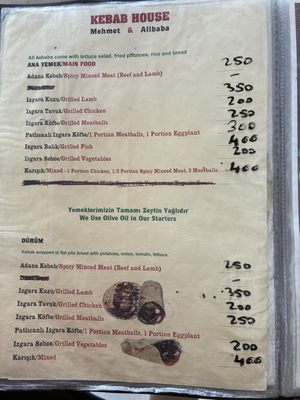 KEBAB HOUSE
Mehmet & Alibaba
All kebabs come with lettuce salad, fried potatoes, rice and bread
ANA YEMEK/MAIN FOOD 250
Adana Kebab/Spicy Minced Meat (Beef and Lamb) -
350
Izgara Kuzu/Grilled Lamb 200
Izgara Tavuk/Grilled Chicken 250
Izgara Köfte/Grilled Meatballs 300
Patlıcanlı Izgara Köfte/1 Portion Meatballs, 1 Portion Eggplant 400
Izgara Balık/Grilled Fish 200
Izgara Sebze/Grilled Vegetables
Karışık/Mixed - 1 Portion Chicken, 1/2 Portion Spicy Minced Meat, 3 Meatballs 400
Yemeklerimizin Tamamı Zeytin Yağlıdır
We Use Olive Oil in Our Starters
DÜRÜM
Kebab wrapped in flat pita bread with potatoes, onion, tomato, lettuce
Adana Kebab/Spicy Minced Meat (Beef and Lamb) 250
-
Izgara Kuzu/Grilled Lamb 350
Izgara Tavuk/Grilled Chicken 200
Izgara Köfte/Grilled Meatballs 250
Patlıcanlı Izgara Köfte/1 Portion Meatballs, 1 Portion Eggplant
Izgara Sebze/Grilled Vegetables 200
Karışık/Mixed 400